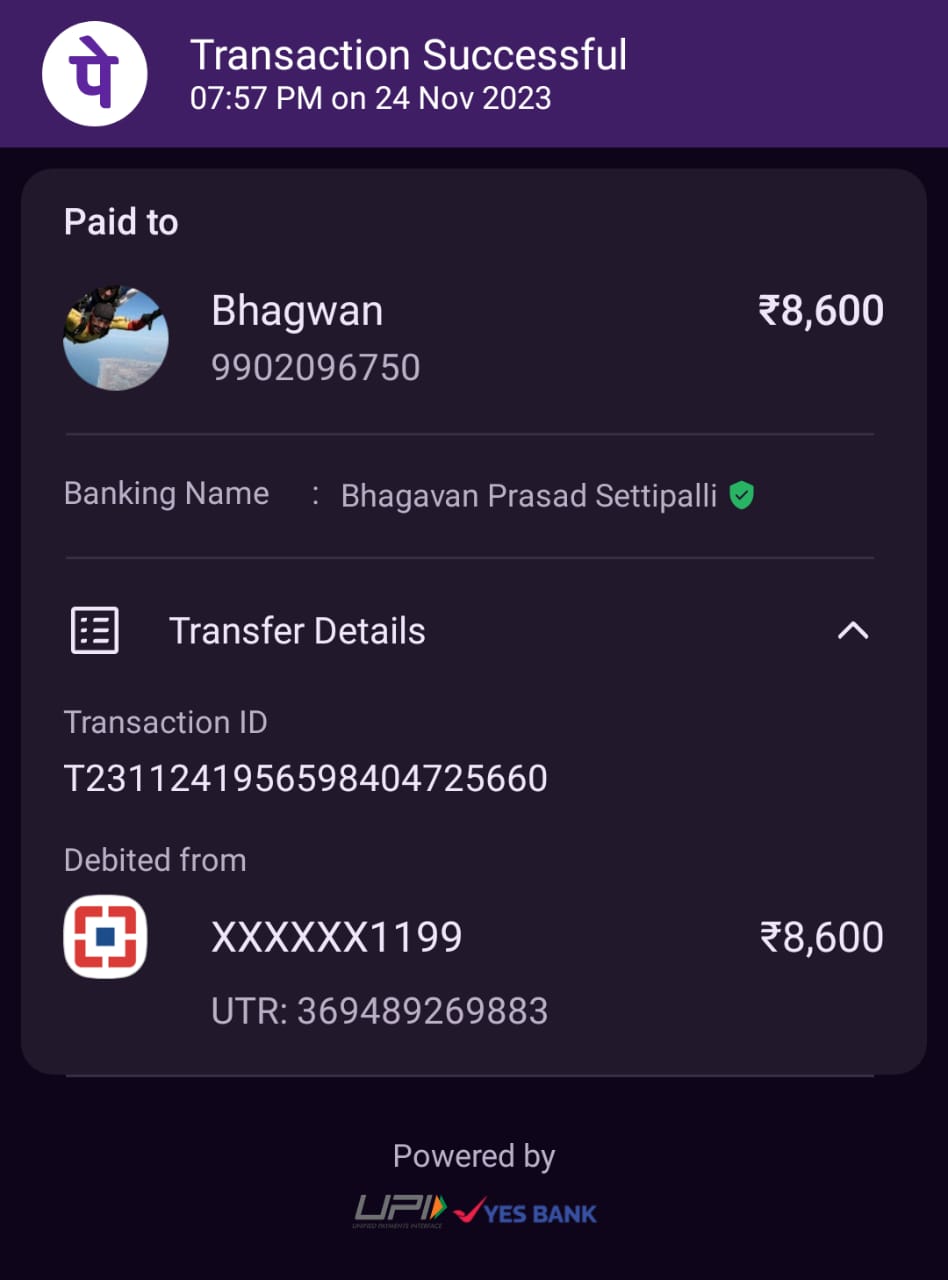 पे
Transaction Successful
07:57 PM on 24 Nov 2023
Paid to
Bhagwan ₹8,600
9902096750
Banking Name : Bhagavan Prasad Settipalli
Transfer Details
Transaction ID
T2311241956598404725660
Debited from
XXXXXX1199 ₹8,600
UTR: 369489269883
Powered by
UPI YES BANK
UNIFIED PAYMENTS INTERFACE